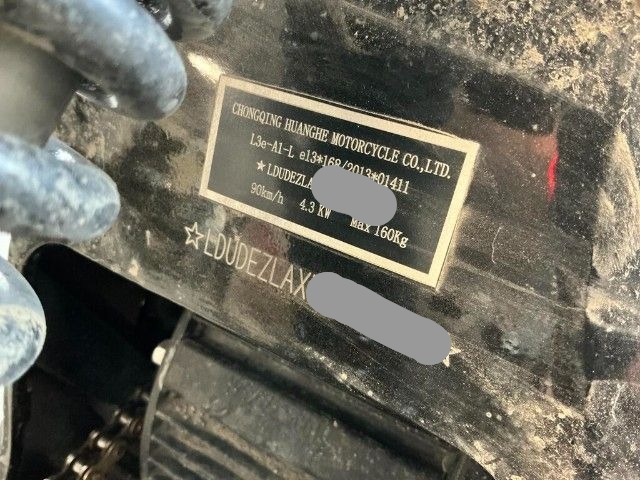 CHONGQING HUANGHE MOTORCYCLE CO.,LTD.
L3e-A1-L e13*168/2013*01411
★LDUDEZLA
90km/h 4.3 KW Max 160Kg
☆LDUDEZLAX